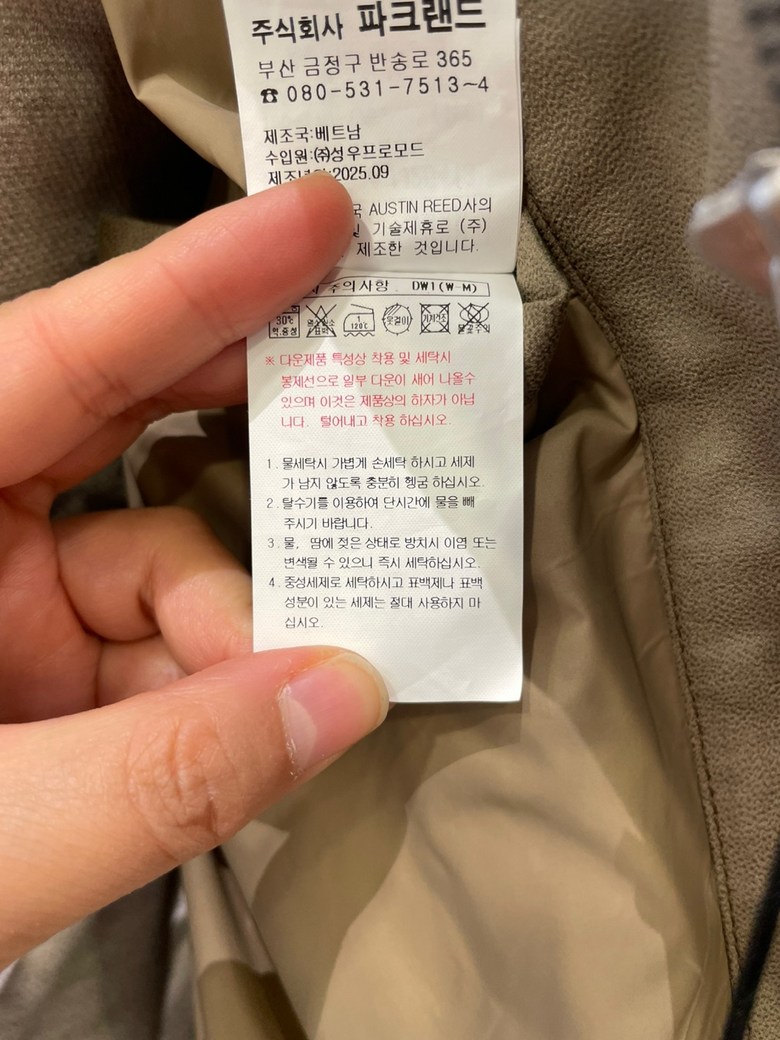 주식회사 파크랜드
부산 금정구 반송로 365
☎ 080-531-7513~4
제조국:베트남
수입원:㈜성우프로모드
2025.09
AUSTIN REED사의
기술제휴로 (주)
제조한 것입니다.
주의사항 . DW1(W-M)
30℃ 약.중성
1 120℃
옷걸이
기계건조
※ 다운제품 특성상 착용 및 세탁시
봉제선으로 일부 다운이 새어 나올수
있으며 이것은 제품상의 하자가 아닙
니다. 털어내고 착용 하십시오.
1. 물세탁시 가볍게 손세탁 하시고 세제
가 남지 않도록 충분히 헹굼 하십시오.
2. 탈수기를 이용하여 단시간에 물을 빼
주시기 바랍니다.
3. 물, 땀에 젖은 상태로 방치시 이염 또는
변색될 수 있으니 즉시 세탁하십시오.
4. 중성세제로 세탁하시고 표백제나 표백
성분이 있는 세제는 절대 사용하지 마
십시오.